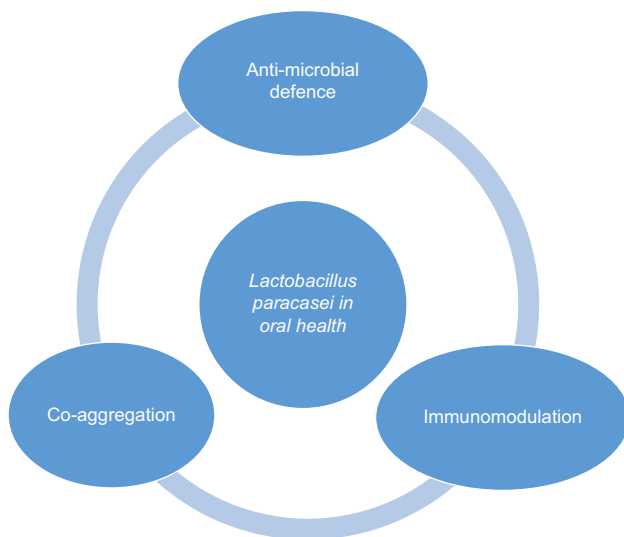 Anti-microbial
defence
Lactobacillus
paracasei in
oral health
Co-aggregation
Immunomodulation